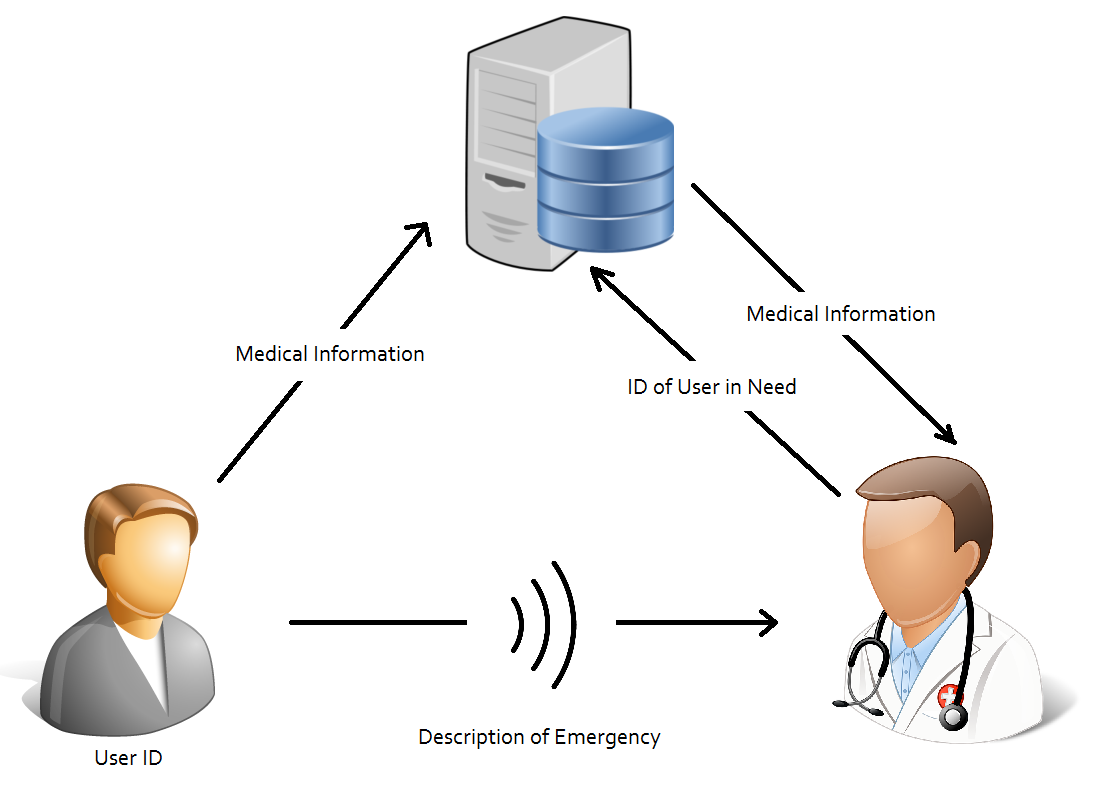 Medical Information
Medical Information
ID of User in Need
Description of Emergency
User ID